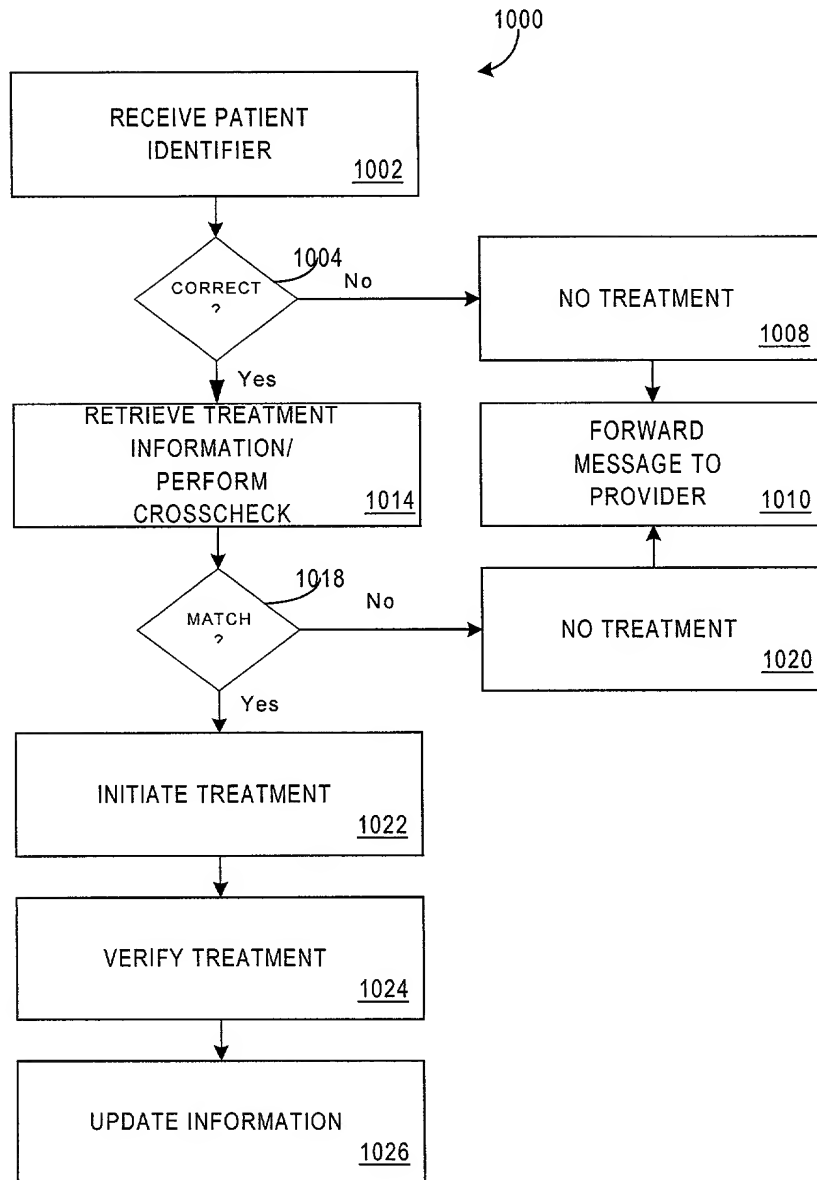 1000
RECEIVE PATIENT
IDENTIFIER
1002
1004
CORRECT
?
No
NO TREATMENT
1008
Yes
RETRIEVE TREATMENT
INFORMATION/
PERFORM
CROSSCHECK
1014
FORWARD
MESSAGE TO
PROVIDER
1010
1018
MATCH
?
No
NO TREATMENT
1020
Yes
INITIATE TREATMENT
1022
VERIFY TREATMENT
1024
UPDATE INFORMATION
1026